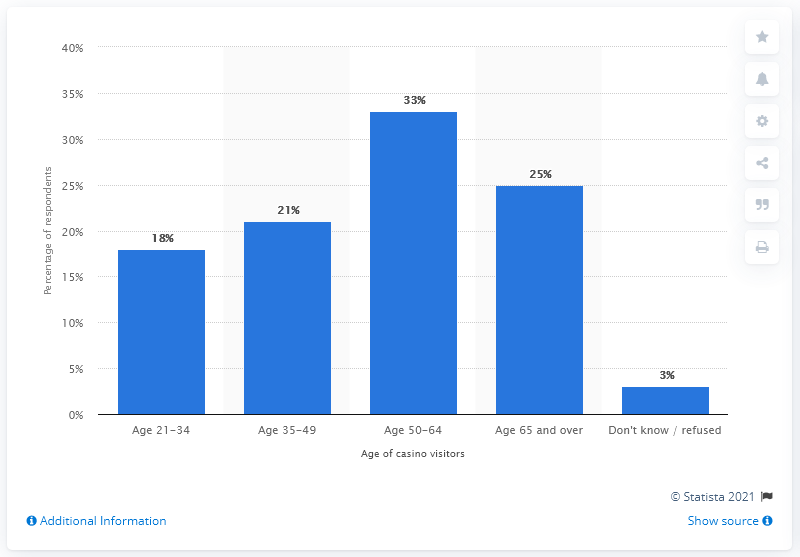 40%
35%
30%
25%
20%
15%
10%
5%
0%
Percentage of respondents
18%
21%
33%
25%
3%
Age 21–34
Age 35–49
Age 50–64
Age 65 and over
Don't know / refused
Age of casino visitors
© Statista 2021
Additional Information
Show source